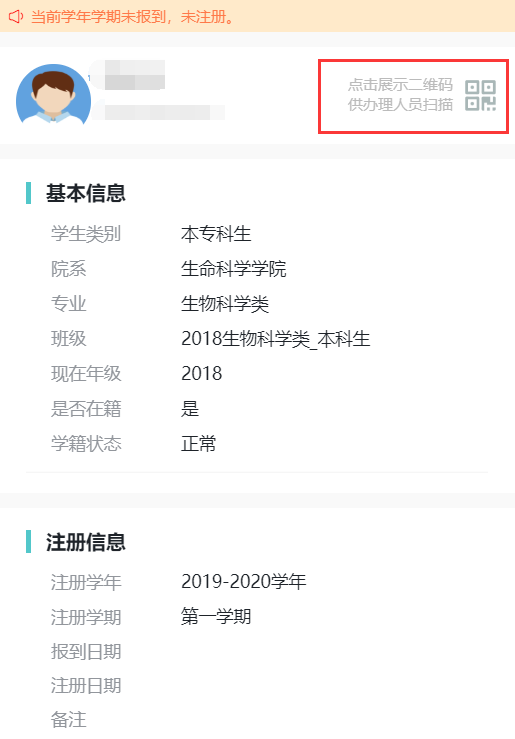 当前学年学期未报到，未注册。
点击展示二维码
供办理人员扫描
基本信息
学生类别 本专科生
院系 生命科学学院
专业 生物科学类
班级 2018生物科学类_本科生
现在年级 2018
是否在籍 是
学籍状态 正常
注册信息
注册学年 2019-2020学年
注册学期 第一学期
报到日期
注册日期
备注